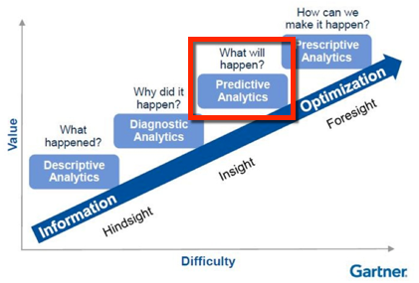 How can we
make it happen?
Prescriptive
Analytics
What will
happen?
Predictive
Analytics
Why did it
happen?
Diagnostic
Analytics
What
happened?
Descriptive
Analytics
Information
Optimization
Hindsight
Insight
Foresight
Value
Difficulty
Gartner.